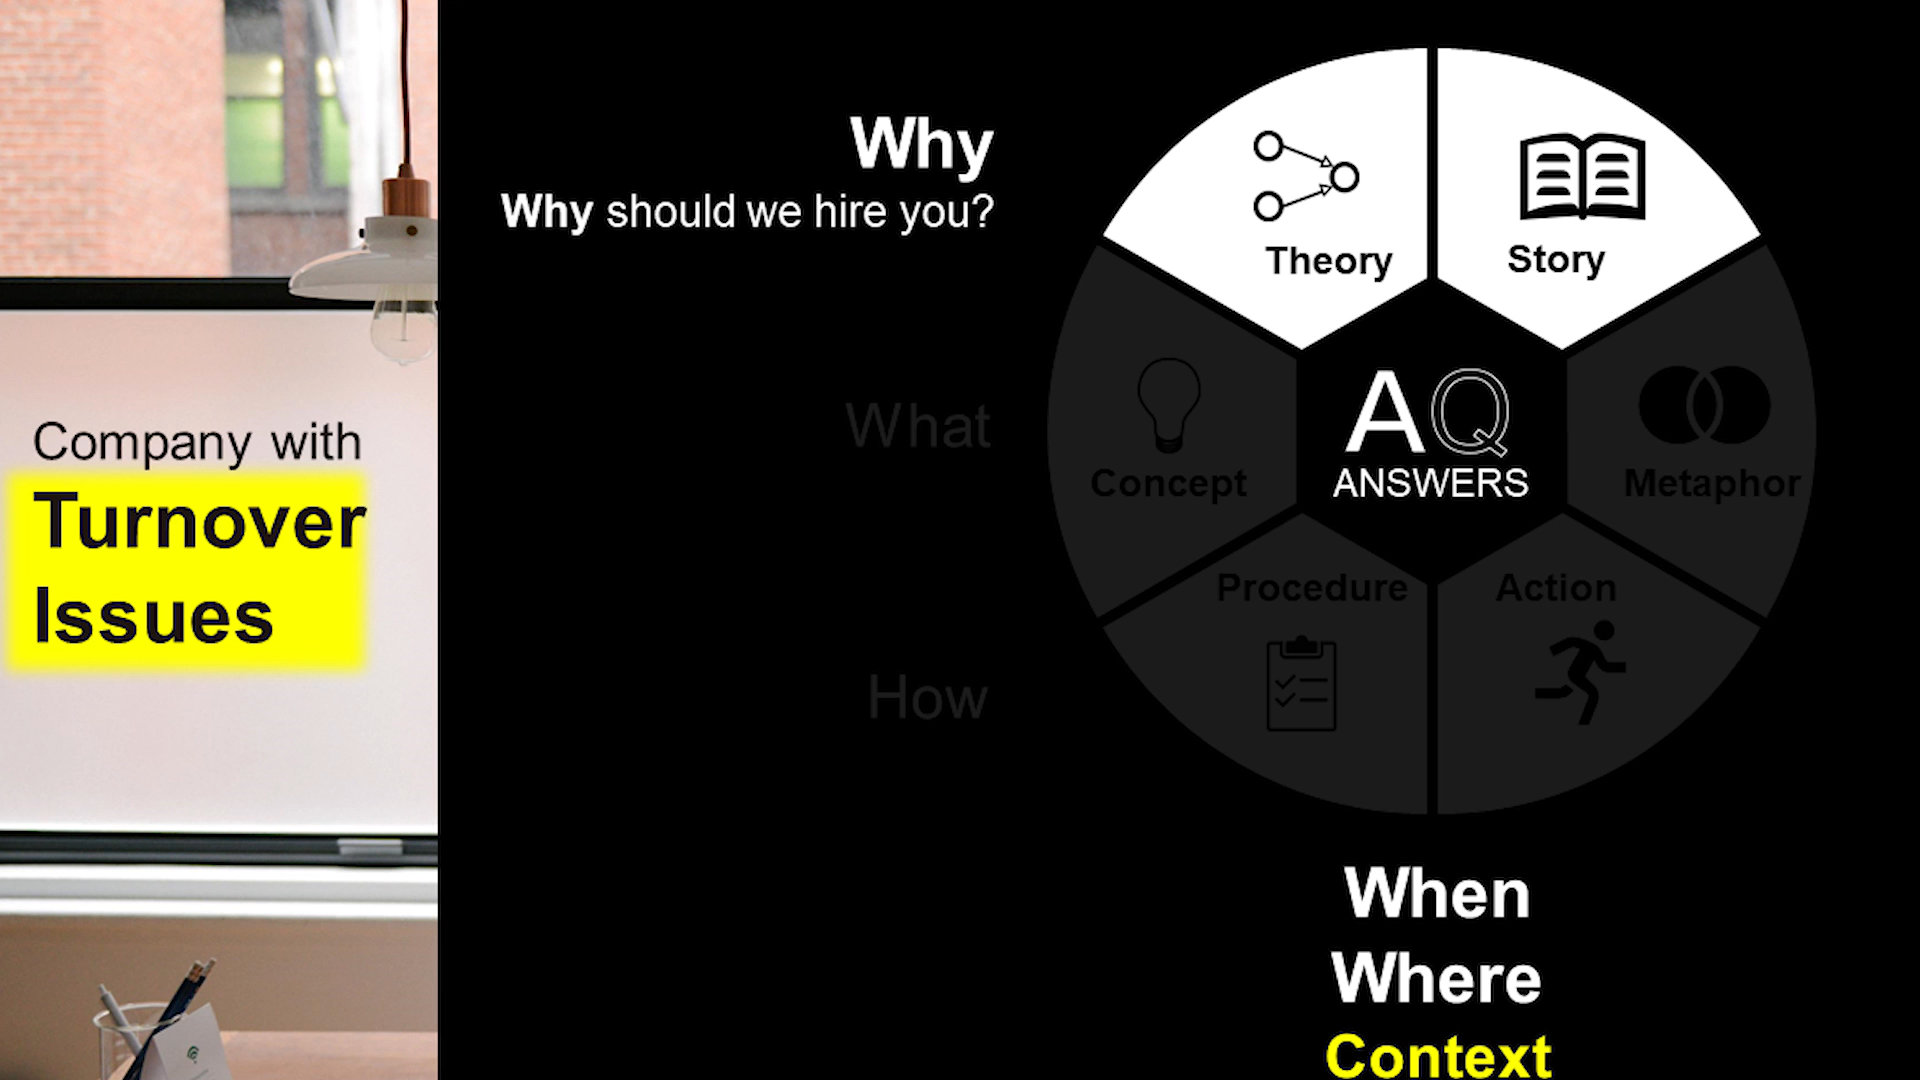 Company with
Turnover
Issues
Why
Why should we hire you?
What
How
Theory
Story
Concept
AQ
ANSWERS
Metaphor
Procedure
Action
When
Where
Context